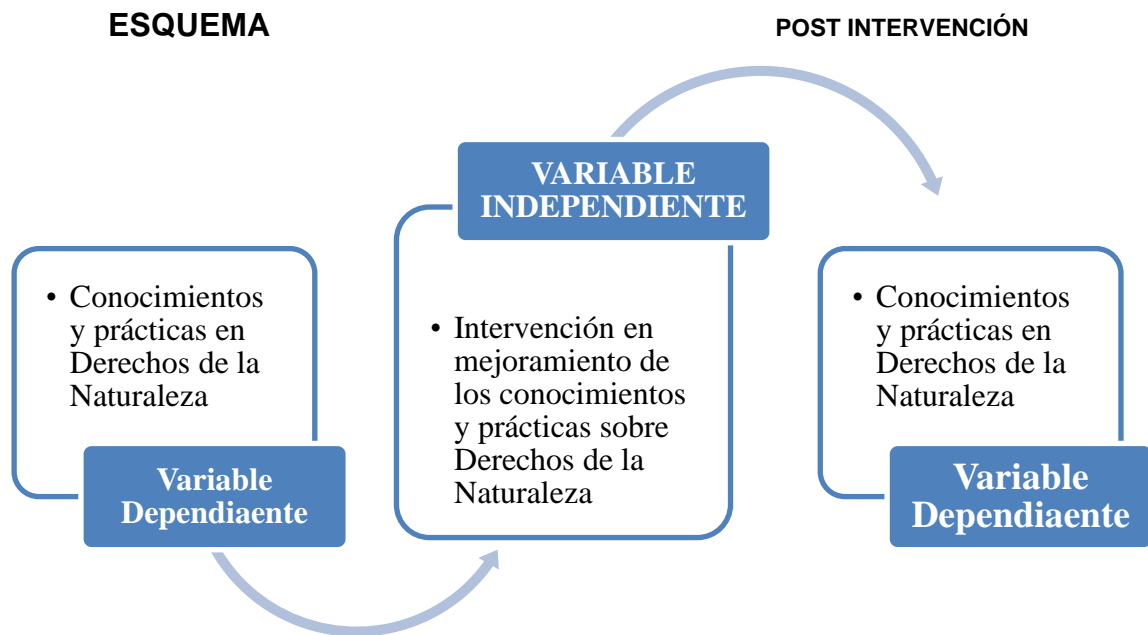 ESQUEMA
POST INTERVENCIÓN
• Conocimientos
y prácticas en
Derechos de la
Naturaleza
Variable
Dependiaente
VARIABLE
INDEPENDIENTE
• Intervención en
mejoramiento de
los conocimientos
y prácticas sobre
Derechos de la
Naturaleza
• Conocimientos
y prácticas en
Derechos de la
Naturaleza
Variable
Dependiaente